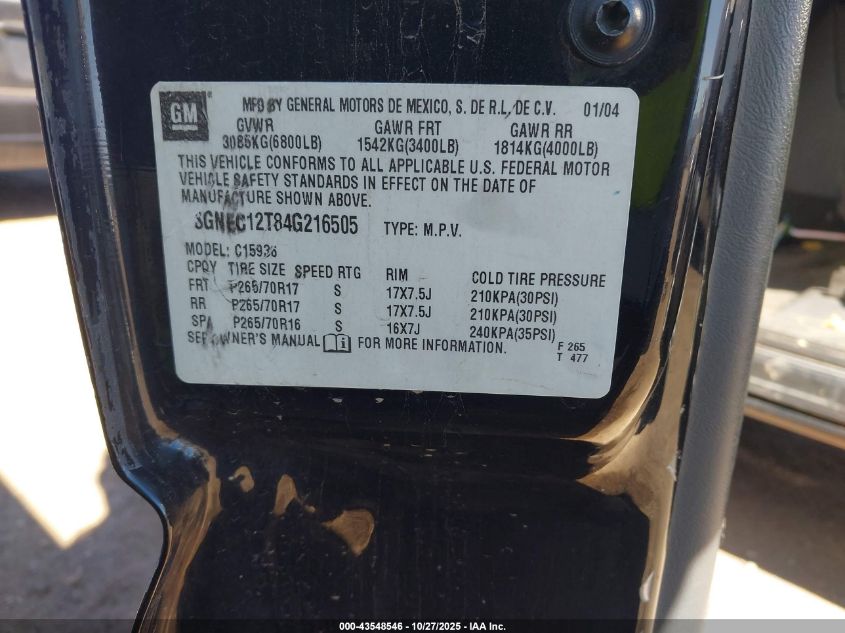 GM
MFD BY GENERAL MOTORS DE MEXICO, S. DE R.L. DE C.V. 01/04
GVWR GAWR FRT GAWR RR
3085KG(6800LB) 1542KG(3400LB) 1814KG(4000LB)
THIS VEHICLE CONFORMS TO ALL APPLICABLE U.S. FEDERAL MOTOR
VEHICLE SAFETY STANDARDS IN EFFECT ON THE DATE OF
MANUFACTURE SHOWN ABOVE.
3GNEC12T84G216505 TYPE: M.P.V.
MODEL: C15936
CPQY TIRE SIZE SPEED RTG RIM COLD TIRE PRESSURE
FRT P265/70R17 S 17X7.5J 210KPA(30PSI)
RR P265/70R17 S 17X7.5J 210KPA(30PSI)
SPA P265/70R16 S 16X7J 240KPA(35PSI)
SEE OWNER'S MANUAL FOR MORE INFORMATION.
F 265
T 477
000-43548546 | 10/27/2025 | IAA Inc.